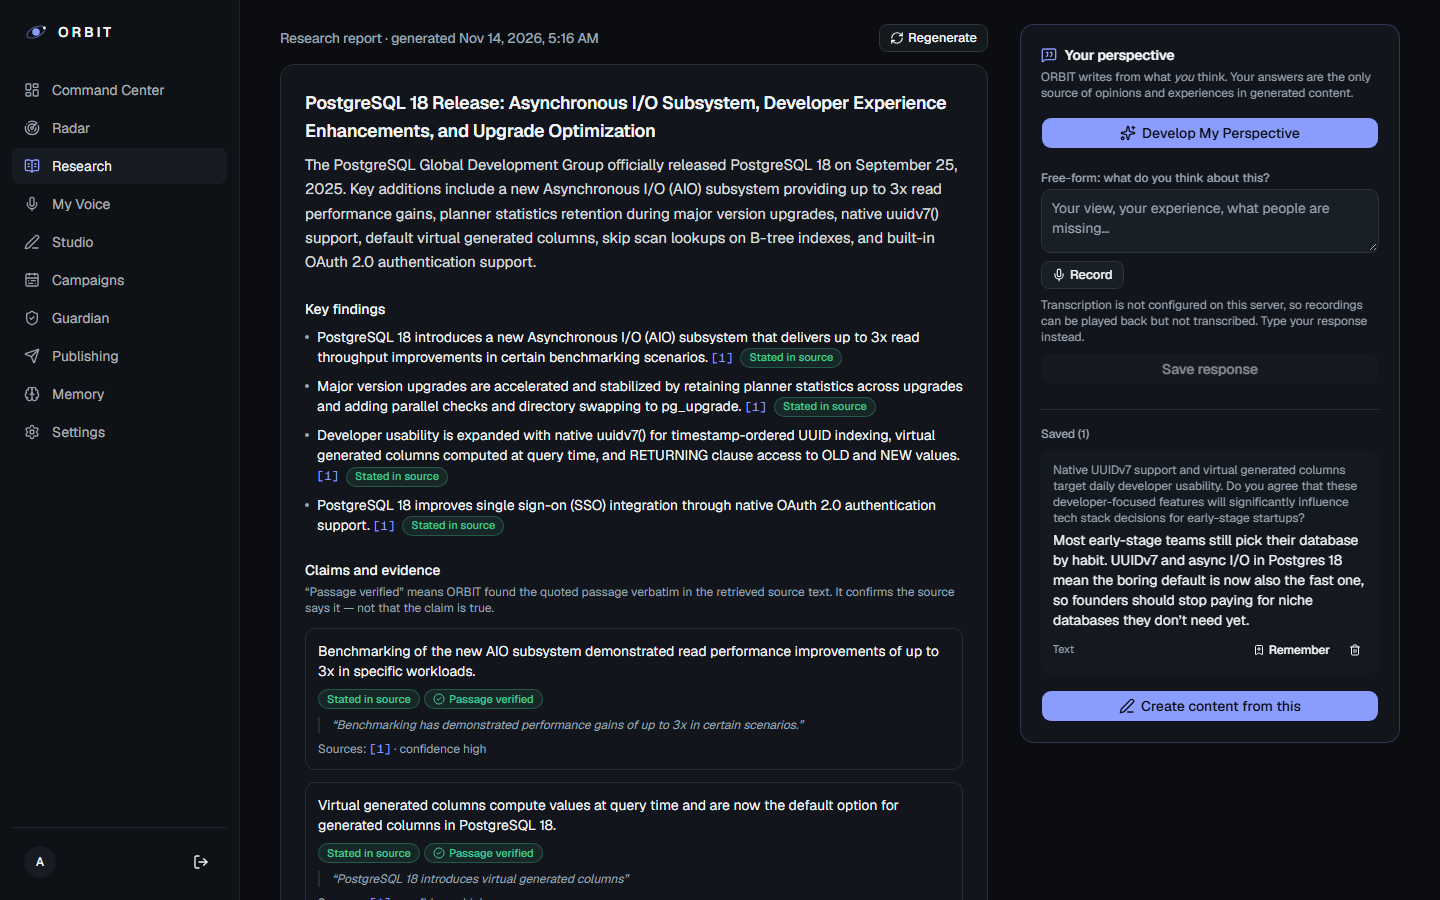 ORBIT
Command Center
Radar
Research
My Voice
Studio
Campaigns
Guardian
Publishing
Memory
Settings
A
Research report · generated Nov 14, 2026, 5:16 AM
Regenerate
PostgreSQL 18 Release: Asynchronous I/O Subsystem, Developer Experience
Enhancements, and Upgrade Optimization
The PostgreSQL Global Development Group officially released PostgreSQL 18 on September 25,
2025. Key additions include a new Asynchronous I/O (AIO) subsystem providing up to 3x read
performance gains, planner statistics retention during major version upgrades, native uuidv7()
support, default virtual generated columns, skip scan lookups on B-tree indexes, and built-in
OAuth 2.0 authentication support.
Key findings
• PostgreSQL 18 introduces a new Asynchronous I/O (AIO) subsystem that delivers up to 3x read
throughput improvements in certain benchmarking scenarios. [1] Stated in source
• Major version upgrades are accelerated and stabilized by retaining planner statistics across upgrades
and adding parallel checks and directory swapping to pg_upgrade. [1] Stated in source
• Developer usability is expanded with native uuidv7() for timestamp-ordered UUID indexing, virtual
generated columns computed at query time, and RETURNING clause access to OLD and NEW values.
[1] Stated in source
• PostgreSQL 18 improves single sign-on (SSO) integration through native OAuth 2.0 authentication
support. [1] Stated in source
Claims and evidence
“Passage verified” means ORBIT found the quoted passage verbatim in the retrieved source text. It confirms the source
says it — not that the claim is true.
Benchmarking of the new AIO subsystem demonstrated read performance improvements of up to
3x in specific workloads.
Stated in source Passage verified
“Benchmarking has demonstrated performance gains of up to 3x in certain scenarios.”
Sources: [1] · confidence high
Virtual generated columns compute values at query time and are now the default option for
generated columns in PostgreSQL 18.
Stated in source Passage verified
“PostgreSQL 18 introduces virtual generated columns”
Your perspective
ORBIT writes from what you think. Your answers are the only
source of opinions and experiences in generated content.
Develop My Perspective
Free-form: what do you think about this?
Your view, your experience, what people are
missing…
Record
Transcription is not configured on this server, so recordings
can be played back but not transcribed. Type your response
instead.
Save response
Saved (1)
Native UUIDv7 support and virtual generated columns
target daily developer usability. Do you agree that these
developer-focused features will significantly influence
tech stack decisions for early-stage startups?
Most early-stage teams still pick their database
by habit. UUIDv7 and async I/O in Postgres 18
mean the boring default is now also the fast one,
so founders should stop paying for niche
databases they don’t need yet.
Text
Remember
Create content from this